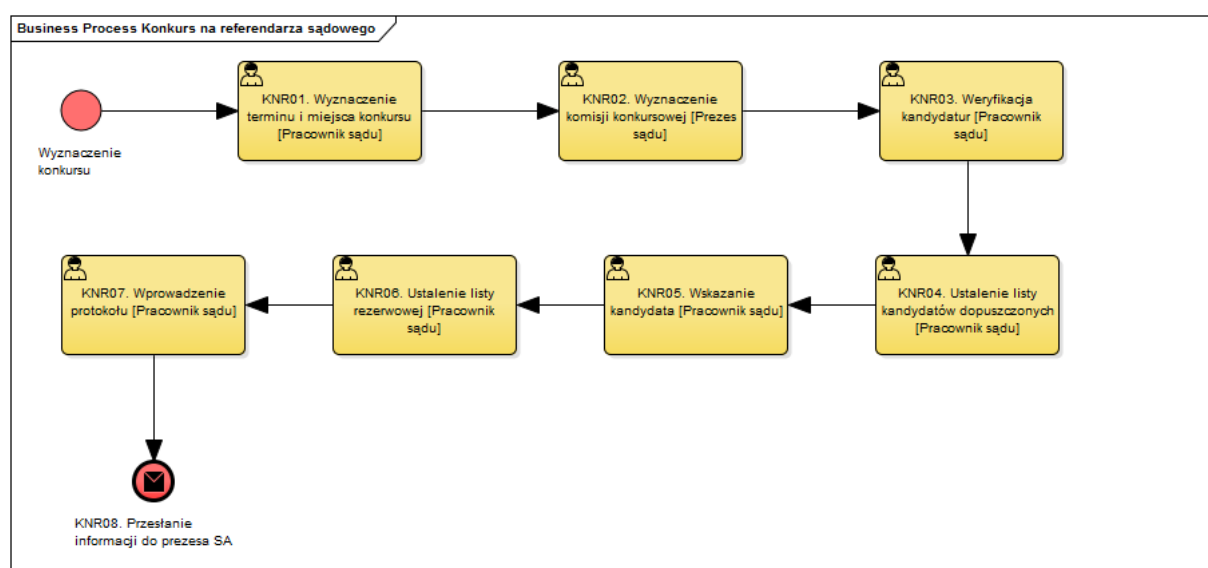 Business Process Konkurs na referendarza sądowego
Wyznaczenie
konkursu
KNR01. Wyznaczenie
terminu i miejsca konkursu
[Pracownik sądu]
KNR02. Wyznaczenie
komisji konkursowej [Prezes
sądu]
KNR03. Weryfikacja
kandydatur [Pracownik
sądu]
KNR04. Ustalenie listy
kandydatów dopuszczonych
[Pracownik sądu]
KNR05. Wskazanie
kandydata [Pracownik sądu]
KNR06. Ustalenie listy
rezerwowej [Pracownik
sądu]
KNR07. Wprowadzenie
protokołu [Pracownik sądu]
KNR08. Przesłanie
informacji do prezesa SA